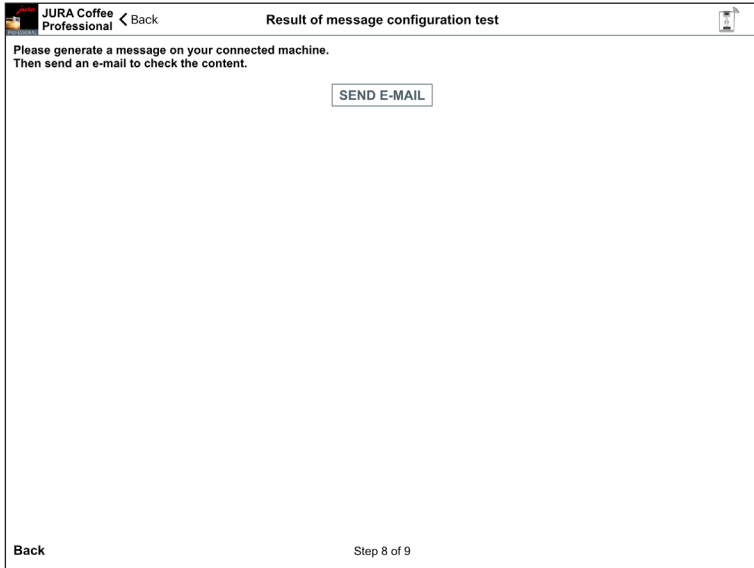 JURA Coffee
Professional
Back
Result of message configuration test
Please generate a message on your connected machine.
Then send an e-mail to check the content.
SEND E-MAIL
Back
Step 8 of 9